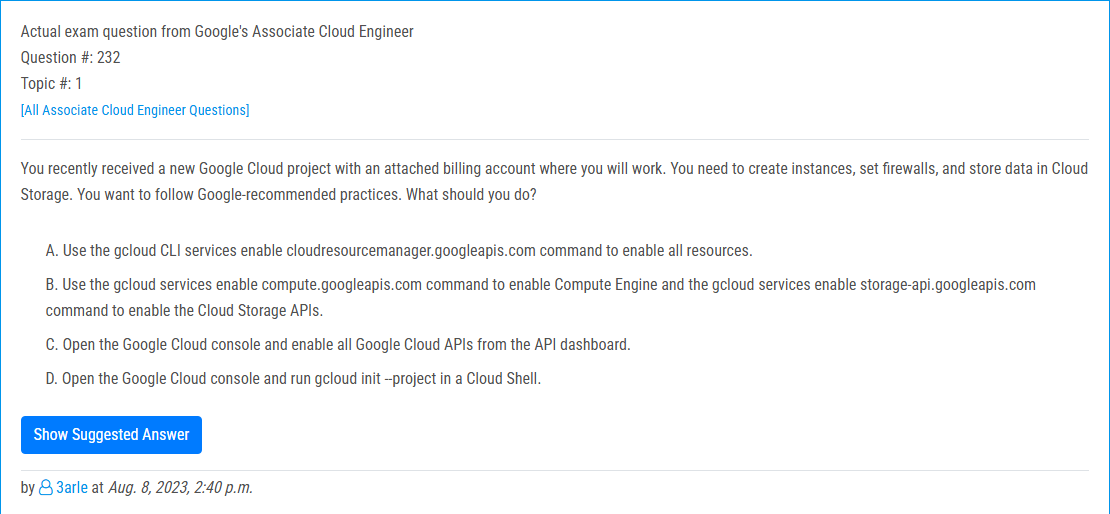 Actual exam question from Google's Associate Cloud Engineer
Question #: 232
Topic #: 1
[All Associate Cloud Engineer Questions]
You recently received a new Google Cloud project with an attached billing account where you will work. You need to create instances, set firewalls, and store data in Cloud
Storage. You want to follow Google-recommended practices. What should you do?
A. Use the gcloud CLI services enable cloudresourcemanager.googleapis.com command to enable all resources.
B. Use the gcloud services enable compute.googleapis.com command to enable Compute Engine and the gcloud services enable storage-api.googleapis.com
command to enable the Cloud Storage APIs.
C. Open the Google Cloud console and enable all Google Cloud APIs from the API dashboard.
D. Open the Google Cloud console and run gcloud init --project in a Cloud Shell.
Show Suggested Answer
by 3arle at Aug. 8, 2023, 2:40 p.m.